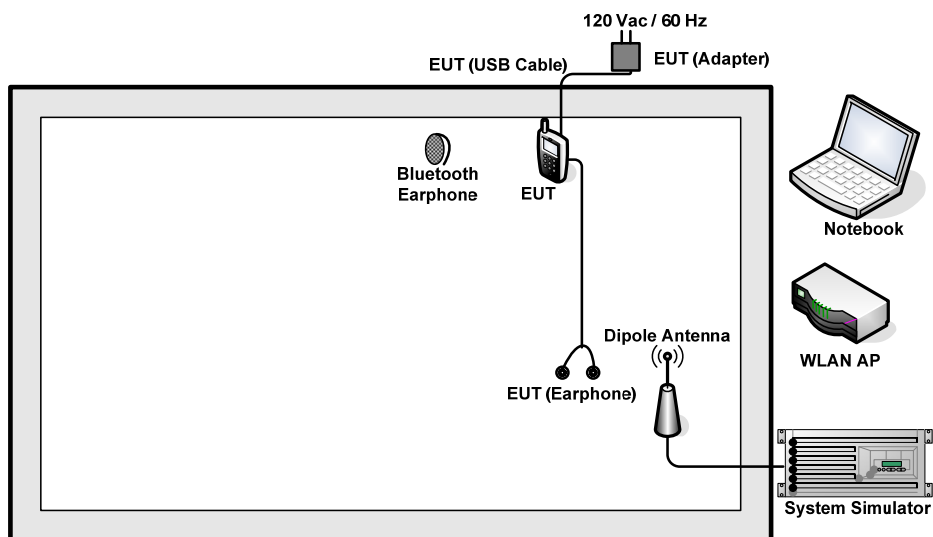 120 Vac / 60 Hz
EUT (USB Cable)
EUT (Adapter)
Bluetooth
Earphone
EUT
Notebook
Dipole Antenna
WLAN AP
EUT (Earphone)
System Simulator